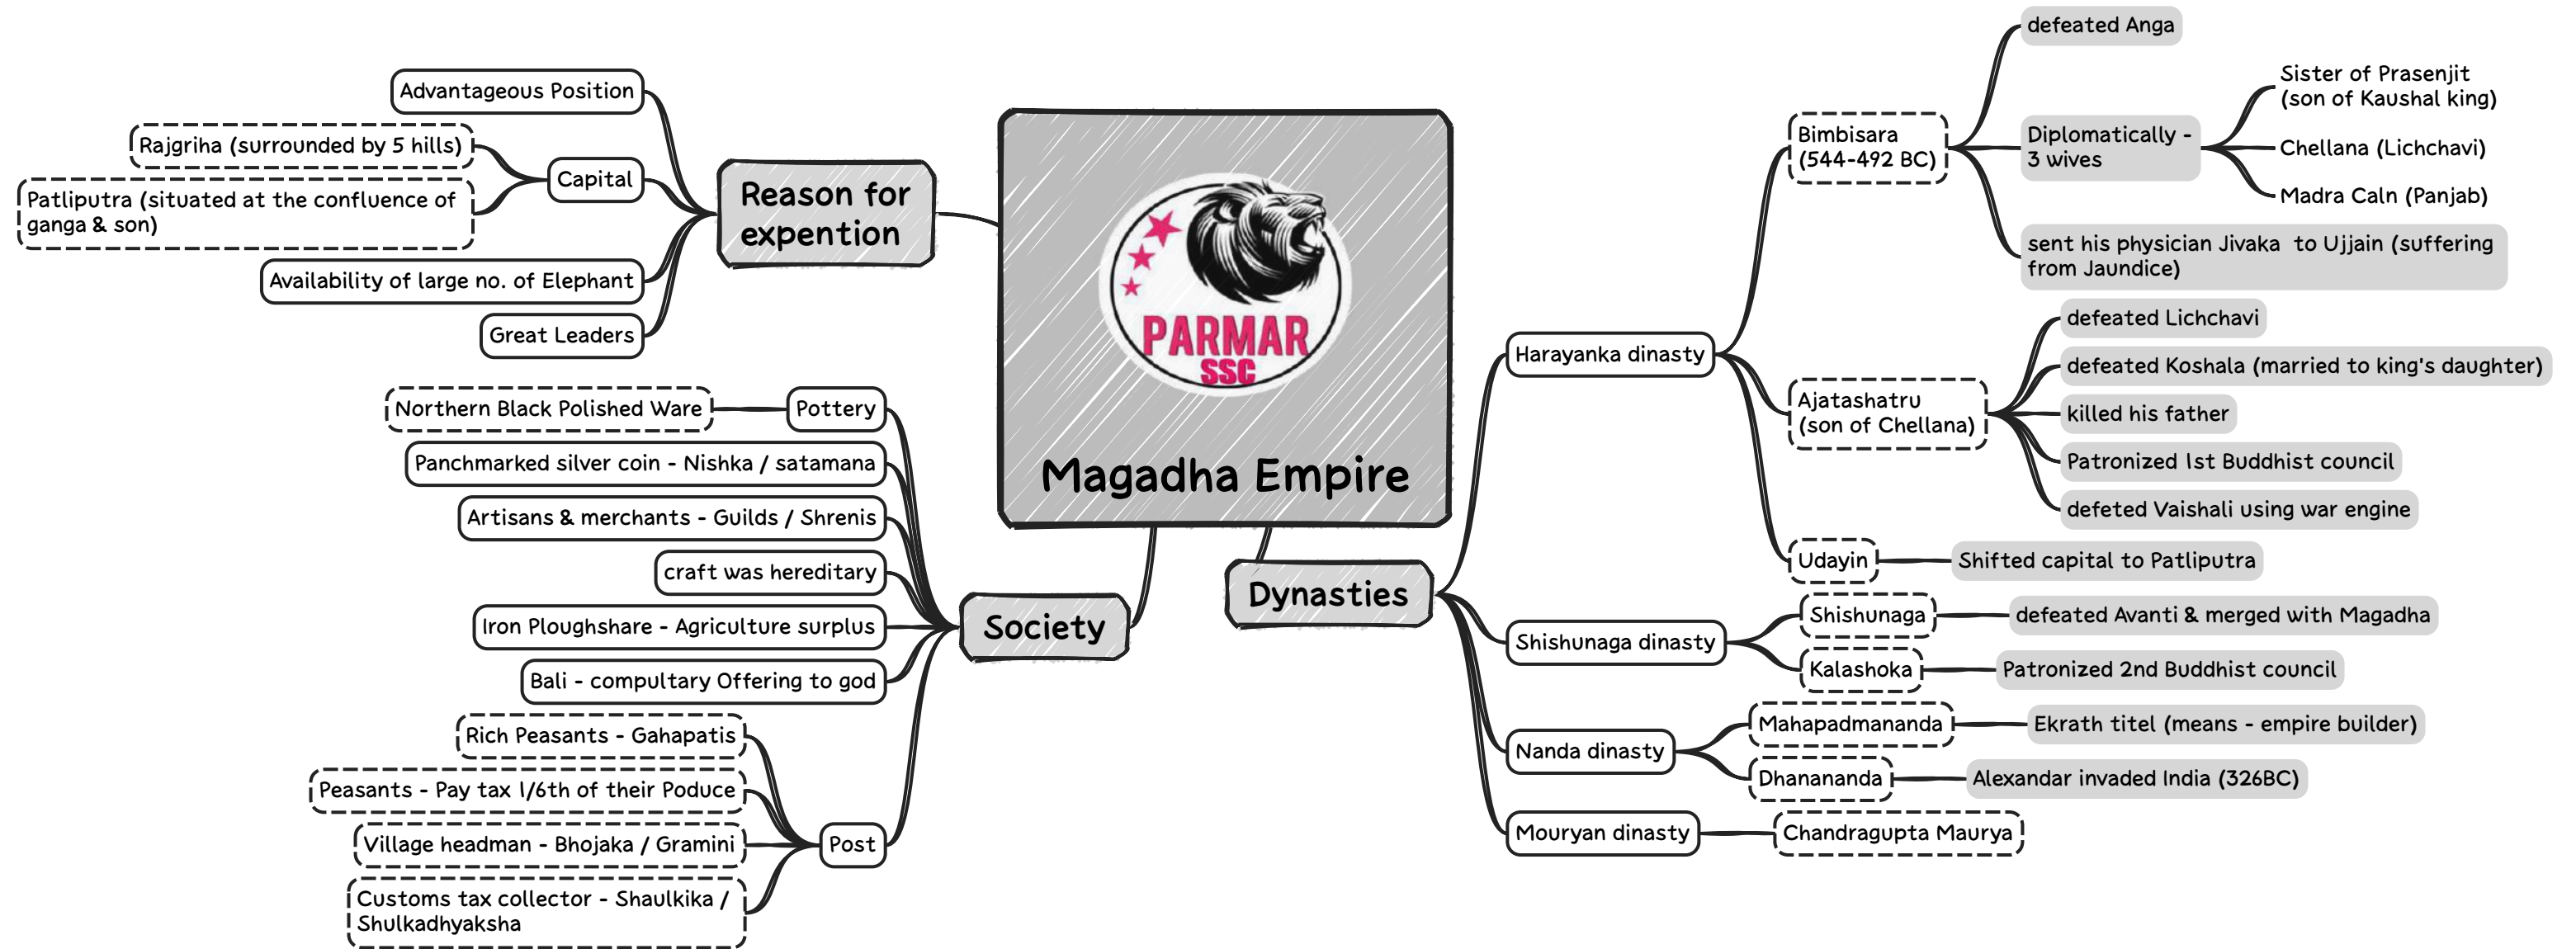 Magadha Empire
PARMAR
SSC
Reason for
expention
Advantageous Position
Capital
Rajgriha (surrounded by 5 hills)
Patliputra (situated at the confluence of
ganga & son)
Availability of large no. of Elephant
Great Leaders
Society
Pottery
Northern Black Polished Ware
Panchmarked silver coin - Nishka / satamana
Artisans & merchants - Guilds / Shrenis
craft was hereditary
Iron Ploughshare - Agriculture surplus
Bali - compultary Offering to god
Post
Rich Peasants - Gahapatis
Peasants - Pay tax 1/6th of their Poduce
Village headman - Bhojaka / Gramini
Customs tax collector - Shaulkika /
Shulkadhyaksha
Dynasties
Harayanka dinasty
Bimbisara
(544-492 BC)
defeated Anga
Diplomatically -
3 wives
Sister of Prasenjit
(son of Kaushal king)
Chellana (Lichchavi)
Madra Caln (Panjab)
sent his physician Jivaka  to Ujjain (suffering
from Jaundice)
Ajatashatru
(son of Chellana)
defeated Lichchavi
defeated Koshala (married to king's daughter)
killed his father
Patronized 1st Buddhist council
defeted Vaishali using war engine
Udayin
Shifted capital to Patliputra
Shishunaga dinasty
Shishunaga
defeated Avanti & merged with Magadha
Kalashoka
Patronized 2nd Buddhist council
Nanda dinasty
Mahapadmananda
Ekrath titel (means - empire builder)
Dhanananda
Alexandar invaded India (326BC)
Mouryan dinasty
Chandragupta Maurya